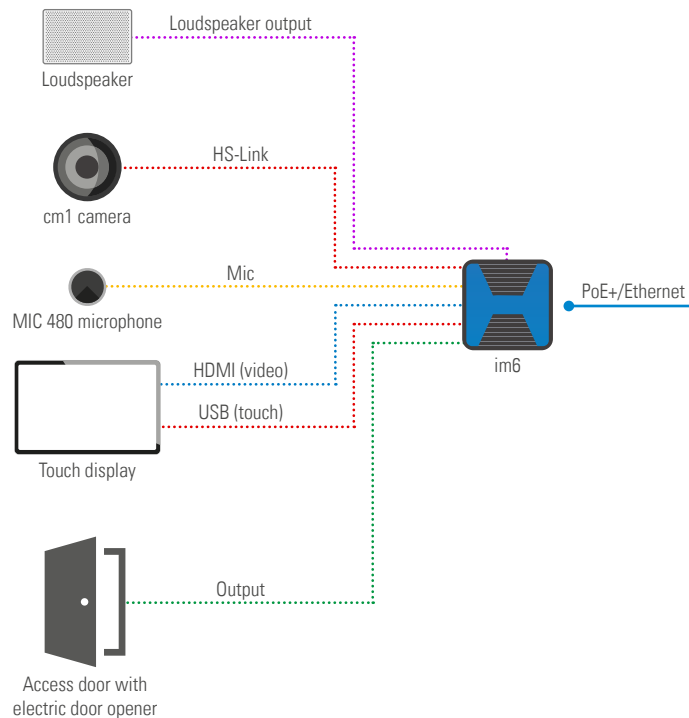 Loudspeaker output
Loudspeaker
HS-Link
cm1 camera
Mic
MIC 480 microphone
PoE+/Ethernet
im6
HDMI (video)
USB (touch)
Touch display
Output
Access door with
electric door opener